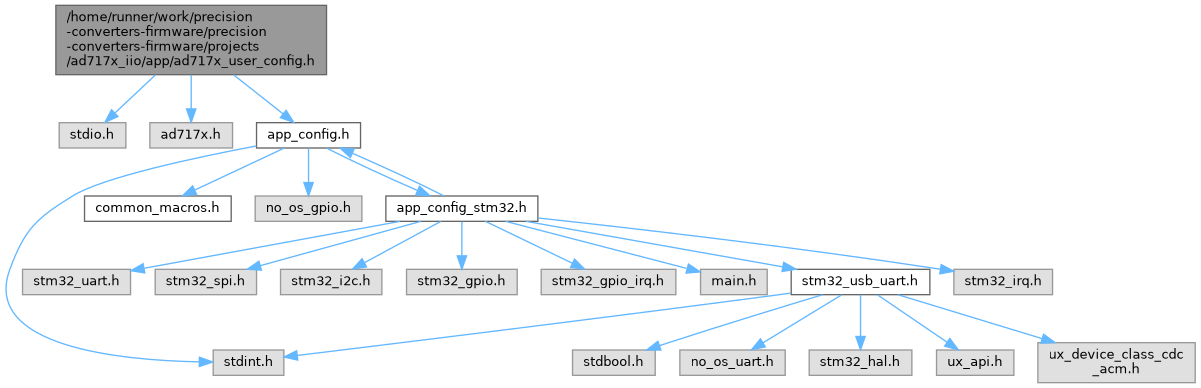 /home/runner/work/precision
-converters-firmware/precision
-converters-firmware/projects
/ad717x_iio/app/ad717x_user_config.h
stdio.h
ad717x.h
app_config.h
common_macros.h
no_os_gpio.h
app_config_stm32.h
stm32_uart.h
stm32_spi.h
stm32_i2c.h
stm32_gpio.h
stm32_gpio_irq.h
main.h
stm32_usb_uart.h
stm32_irq.h
stdint.h
stdbool.h
no_os_uart.h
stm32_hal.h
ux_api.h
ux_device_class_cdc
_acm.h